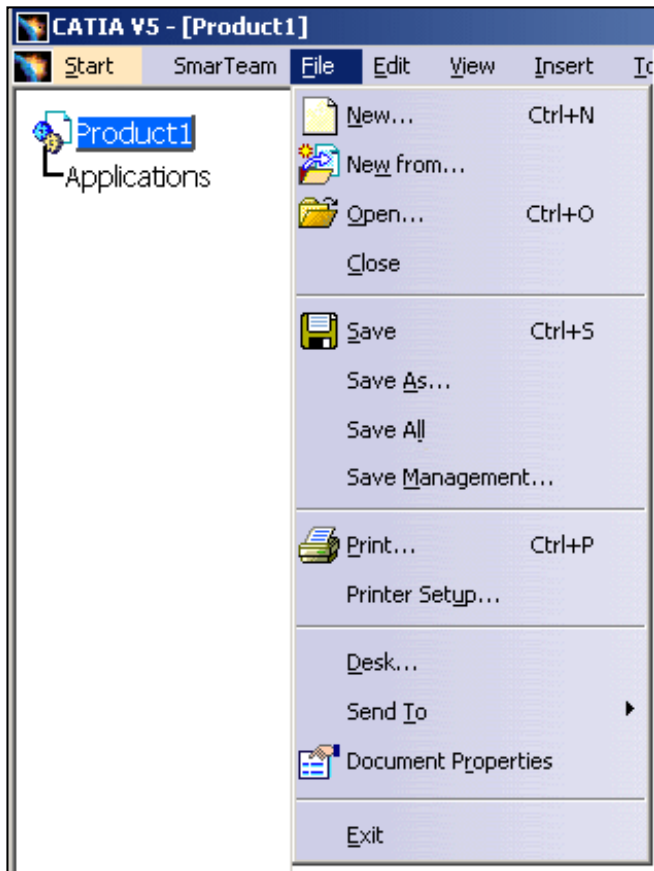 CATIA V5 - [Product1]
Start SmarTeam File Edit View Insert
Product1
Applications
New... Ctrl+N
New from...
Open... Ctrl+O
Close
Save Ctrl+S
Save As...
Save All
Save Management...
Print... Ctrl+P
Printer Setup...
Desk...
Send To
Document Properties
Exit